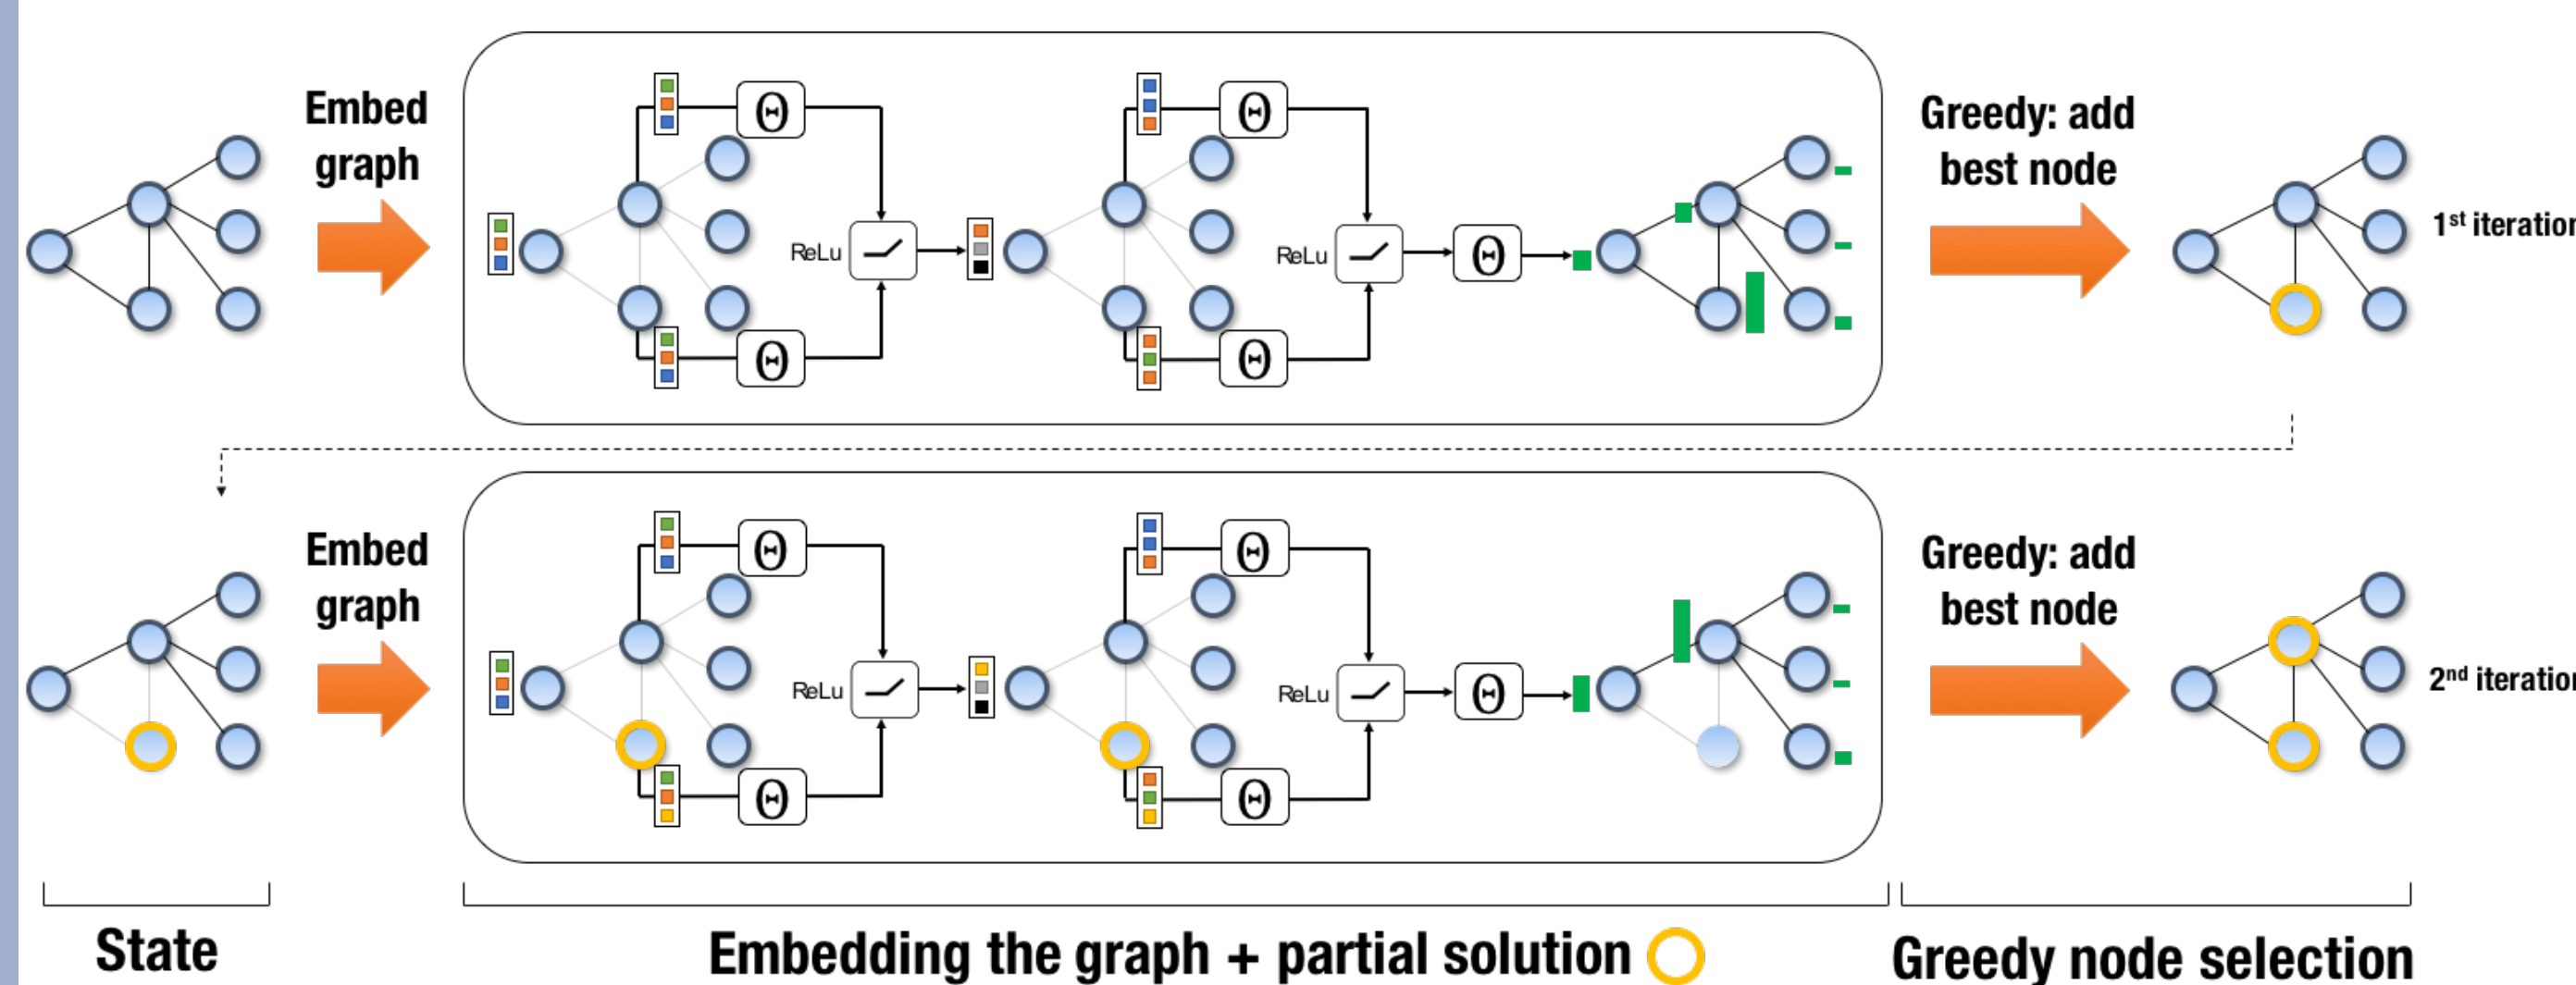 Embed
graph
Θ
Θ
ReLu
Θ
Θ
ReLu
Θ
Greedy: add
best node
1st iteration
Embed
graph
Θ
Θ
ReLu
Θ
Θ
ReLu
Θ
Greedy: add
best node
2nd iteration
State
Embedding the graph + partial solution
Greedy node selection